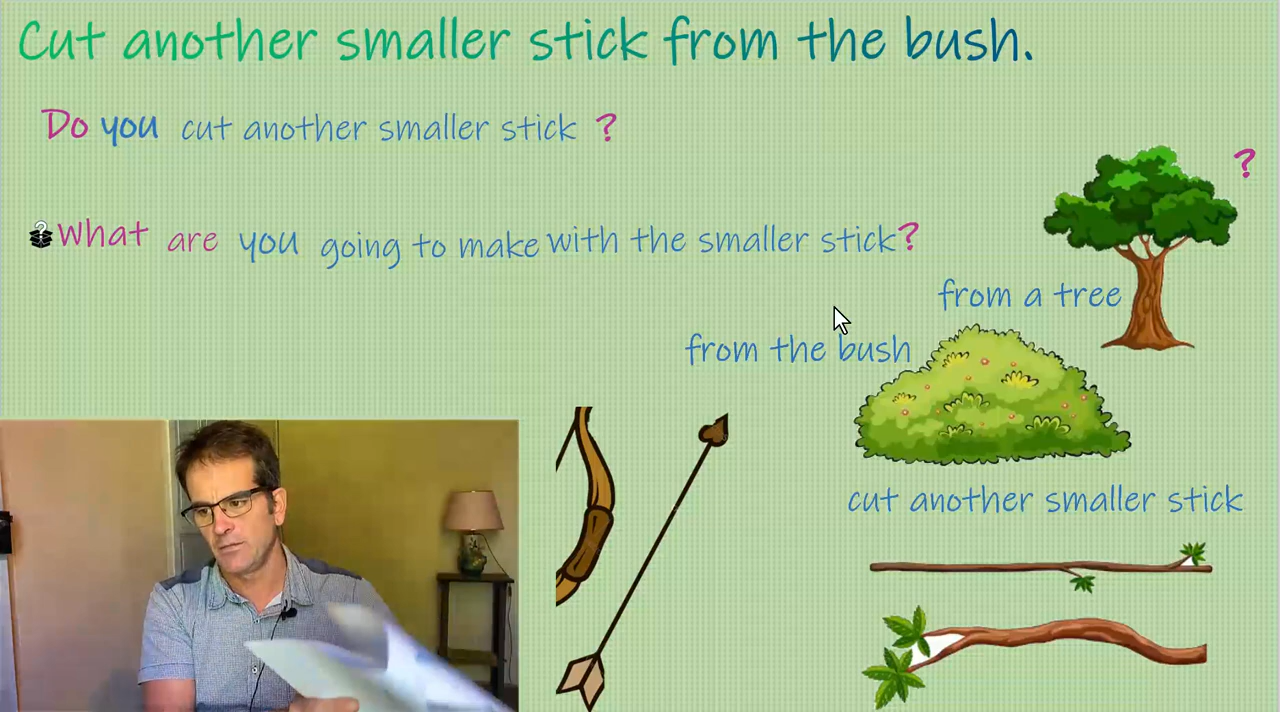 Cut another smaller stick from the bush.
Do you cut another smaller stick ?
?
What are you going to make with the smaller stick?
from a tree
from the bush
cut another smaller stick